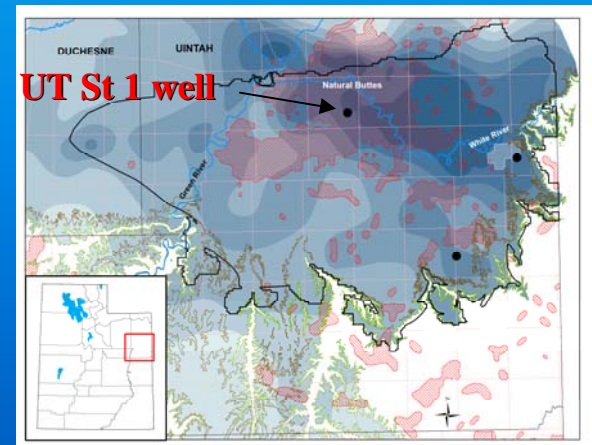 DUCHESNE
UINTAH
UT St 1 well
Natural Buttes
White River
Green River